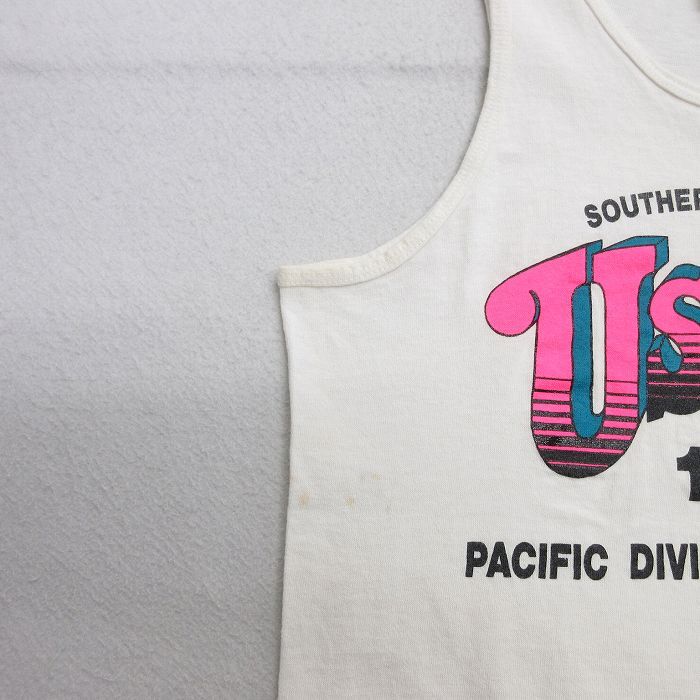 SOUTHER
U.S
1
PACIFIC DIVI